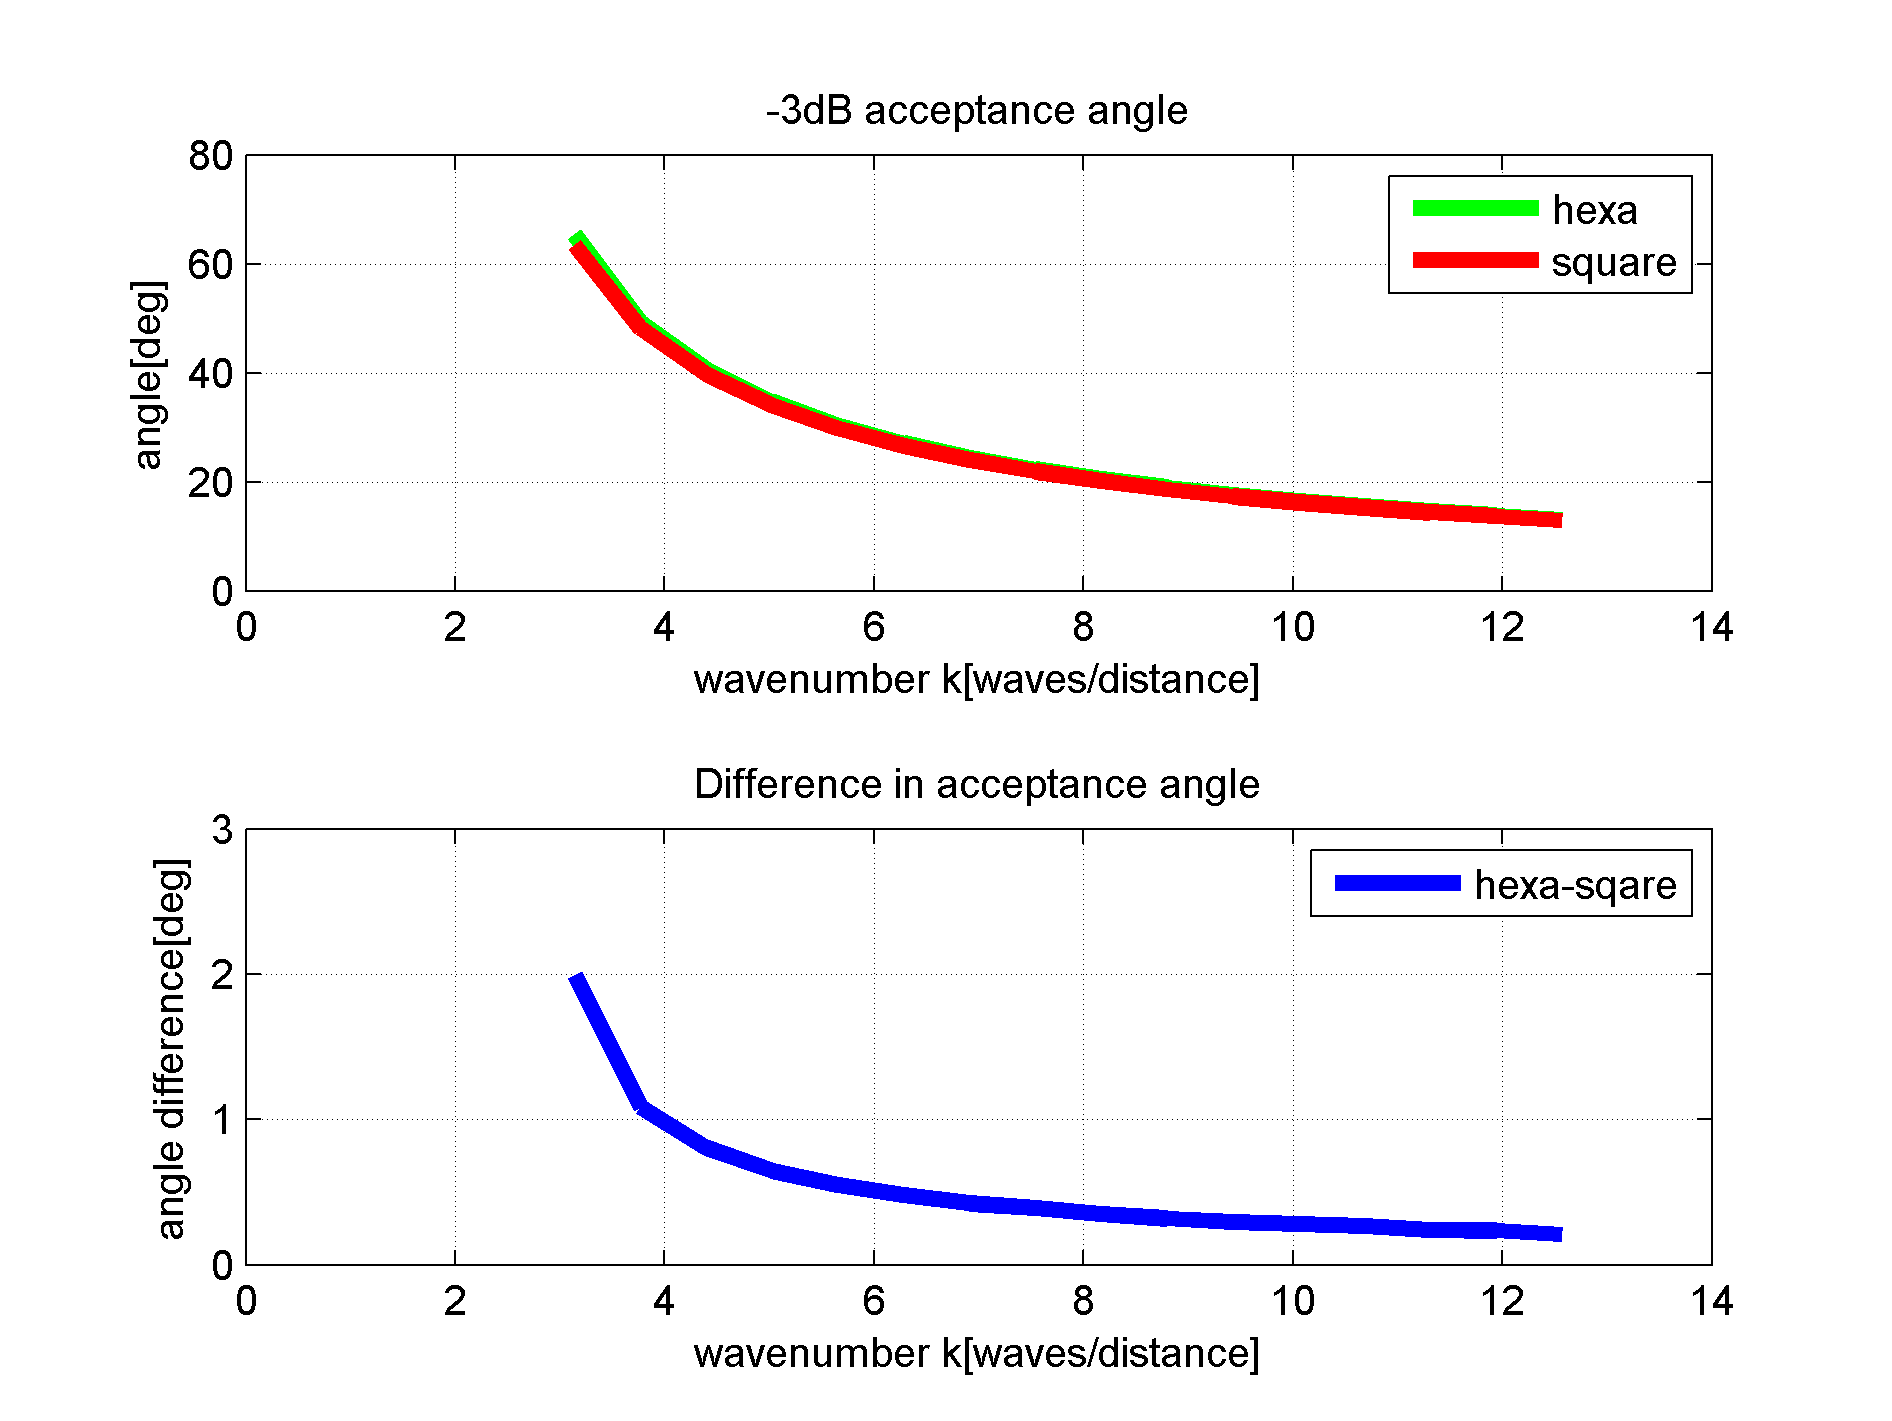 -3dB acceptance angle
80
60
40
20
0
angle[deg]
hexa
square
0 2 4 6 8 10 12 14
wavenumber k[waves/distance]
Difference in acceptance angle
3
2
1
0
angle difference[deg]
hexa-sqare
0 2 4 6 8 10 12 14
wavenumber k[waves/distance]